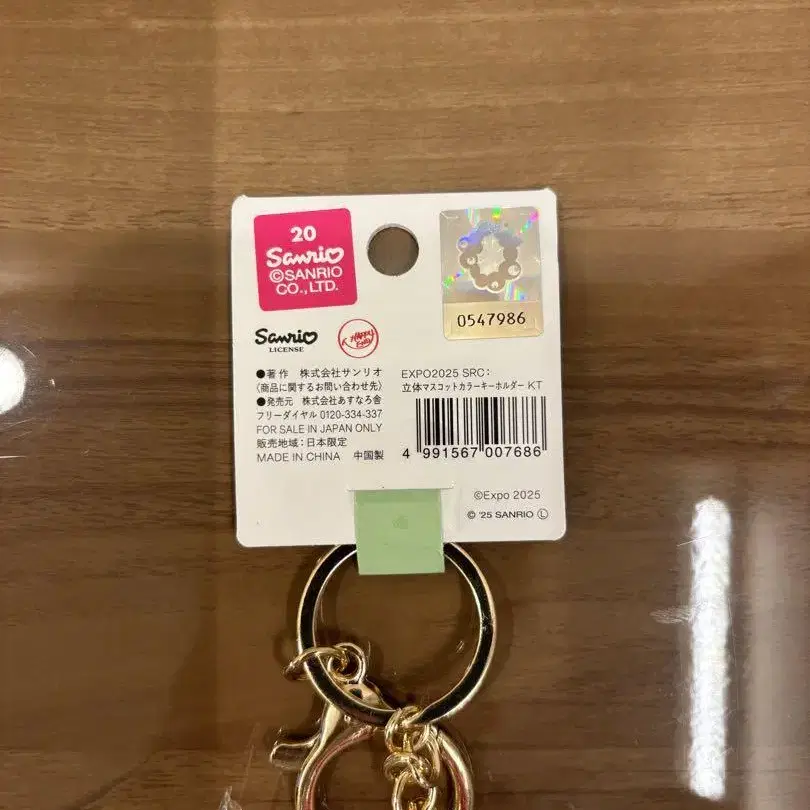 20
Sanrio
©SANRIO
CO.,LTD.
0547986
Sanrio
LICENSE
●著作 株式会社サンリオ
〈商品に関するお問い合わせ先〉
●発売元 株式会社あすなろ舎
フリーダイヤル 0120-334-337
FOR SALE IN JAPAN ONLY
販売地域：日本限定
MADE IN CHINA 中国製
EXPO2025 SRC：
立体マスコットカラーキーホルダー KT
4 991567 007686
©Expo 2025
© '25 SANRIO Ⓛ